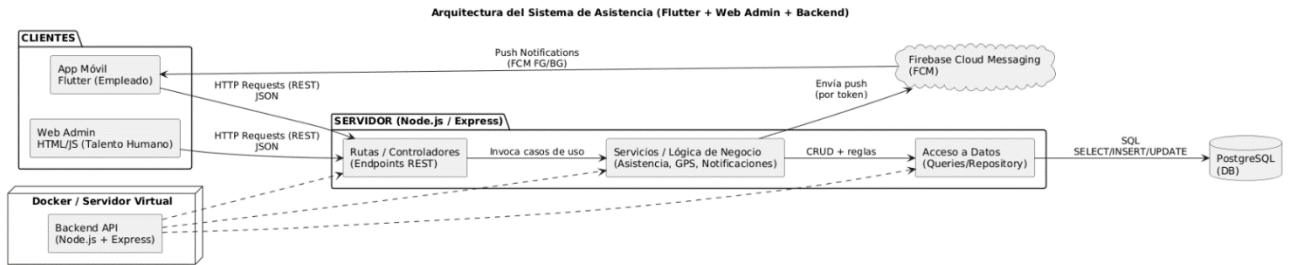 Arquitectura del Sistema de Asistencia (Flutter + Web Admin + Backend)
CLIENTES
App Móvil
Flutter (Empleado)
Web Admin
HTML/JS (Talento Humano)
Push Notifications
(FCM FG/BG)
HTTP Requests (REST)
JSON
HTTP Requests (REST)
JSON
Firebase Cloud Messaging
(FCM)
Envía push
(por token)
SERVIDOR (Node.js / Express)
Rutas / Controladores
(Endpoints REST)
Invoca casos de uso
Servicios / Lógica de Negocio
(Asistencia, GPS, Notificaciones)
CRUD + reglas
Acceso a Datos
(Queries/Repository)
SQL
SELECT/INSERT/UPDATE
PostgreSQL
(DB)
Docker / Servidor Virtual
Backend API
(Node.js + Express)